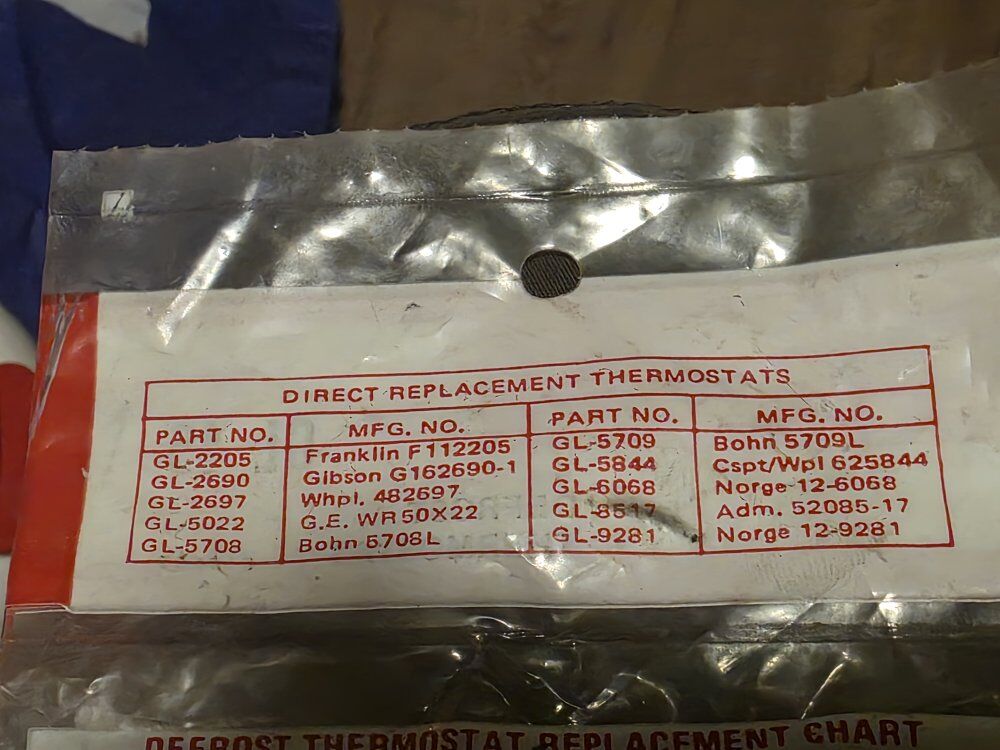 DIRECT REPLACEMENT THERMOSTATS
PART NO. MFG. NO. PART NO. MFG. NO.
GL-2205 Franklin F112205 GL-5709 Bohn 5709L
GL-2690 Gibson G162690-1 GL-5844 Cspt/Wpl 625844
GL-2697 Whpl. 482697 GL-6068 Norge 12-6068
GL-5022 G.E. WR50X22 GL-8517 Adm. 52085-17
GL-5708 Bohn 5708L GL-9281 Norge 12-9281
DEFROST THERMOSTAT REPLACEMENT CHART